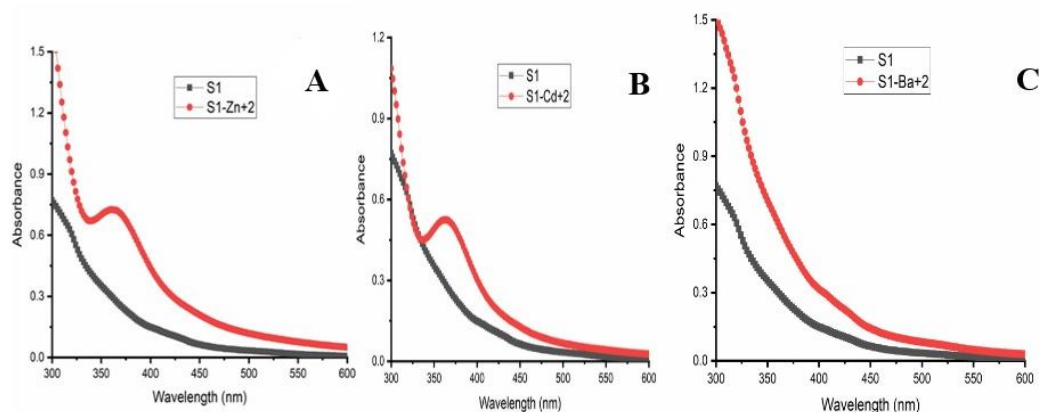 A
S1
S1-Zn+2
Absorbance
1.5
1.2
0.9
0.6
0.3
0.0
300 350 400 450 500 550 600
Wavelength (nm)
B
S1
S1-Cd+2
Absorbance
1.2
0.9
0.6
0.3
0.0
300 350 400 450 500 550 600
Wavelength (nm)
C
S1
S1-Ba+2
Absorbance
1.5
1.2
0.9
0.6
0.3
0.0
300 350 400 450 500 550 600
Wavelength (nm)